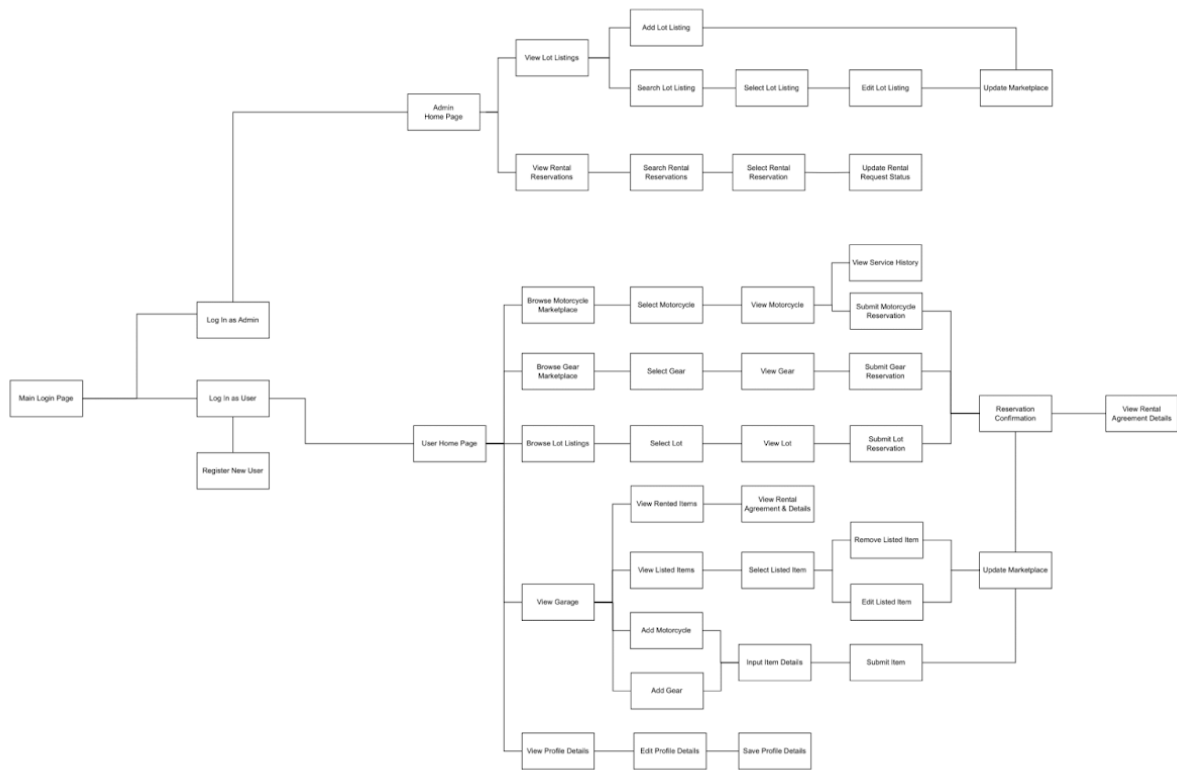 Add Lot Listing
View Lot Listings
Search Lot Listing
Select Lot Listing
Edit Lot Listing
Update Marketplace
Admin
Home Page
View Rental
Reservations
Search Rental
Reservations
Select Rental
Reservation
Update Rental
Request Status
View Service History
Browse Motorcycle
Marketplace
Select Motorcycle
View Motorcycle
Submit Motorcycle
Reservation
Log In as Admin
Browse Gear
Marketplace
Select Gear
View Gear
Submit Gear
Reservation
Main Login Page
Log In as User
Reservation
Confirmation
View Rental
Agreement Details
User Home Page
Browse Lot Listings
Select Lot
View Lot
Submit Lot
Reservation
Register New User
View Rented Items
View Rental
Agreement & Details
Remove Listed Item
View Listed Items
Select Listed Item
Update Marketplace
View Garage
Edit Listed Item
Add Motorcycle
Input Item Details
Submit Item
Add Gear
View Profile Details
Edit Profile Details
Save Profile Details